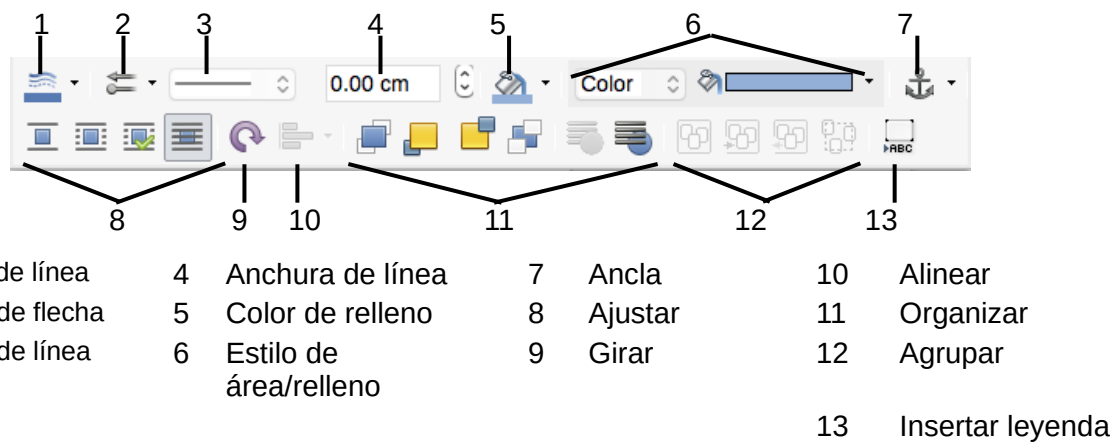 1 2 3 4 5 6 7
0.00 cm Color
ABC
8 9 10 11 12 13
de línea 4 Anchura de línea 7 Ancla 10 Alinear
de flecha 5 Color de relleno 8 Ajustar 11 Organizar
de línea 6 Estilo de 9 Girar 12 Agrupar
área/relleno
13 Insertar leyenda